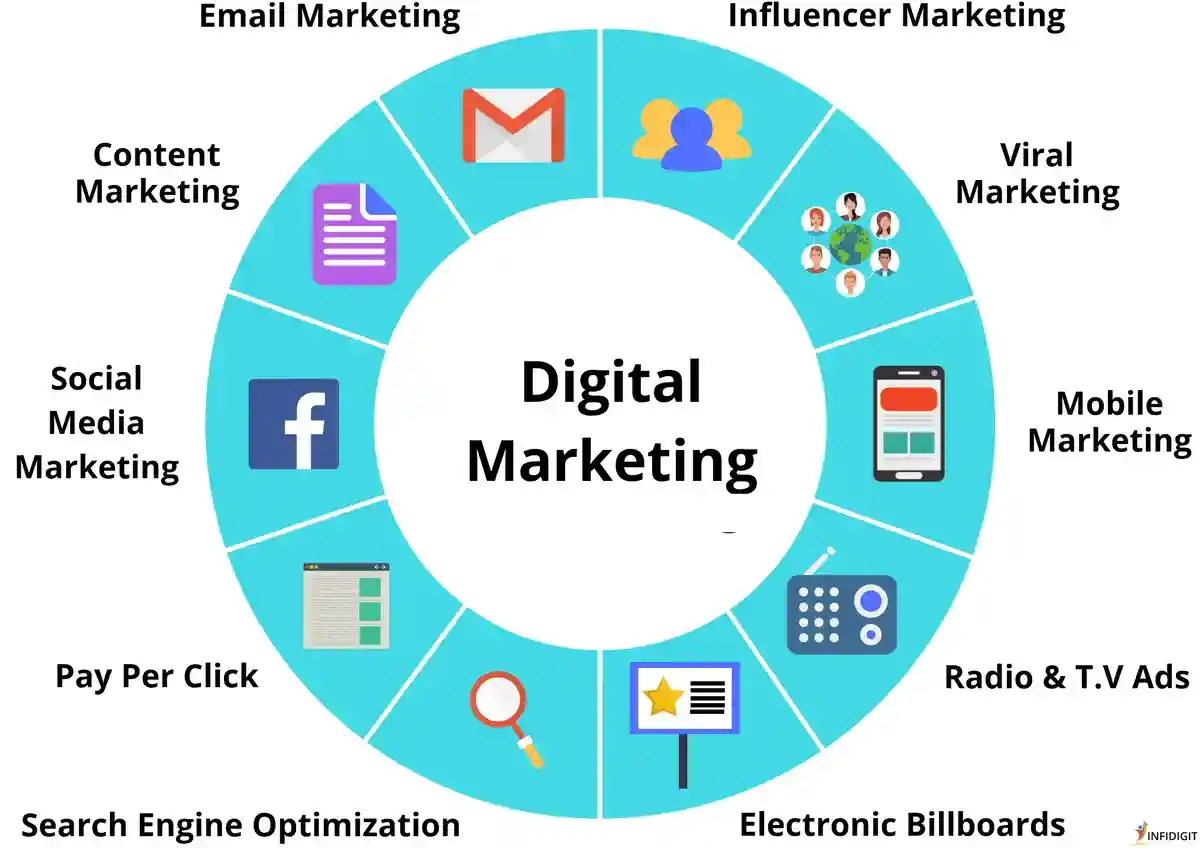 Email Marketing
Influencer Marketing
Content
Marketing
Viral
Marketing
Social
Media
Marketing
Digital
Marketing
Mobile
Marketing
Pay Per Click
Radio & T.V Ads
Search Engine Optimization
Electronic Billboards
INFIDIGIT